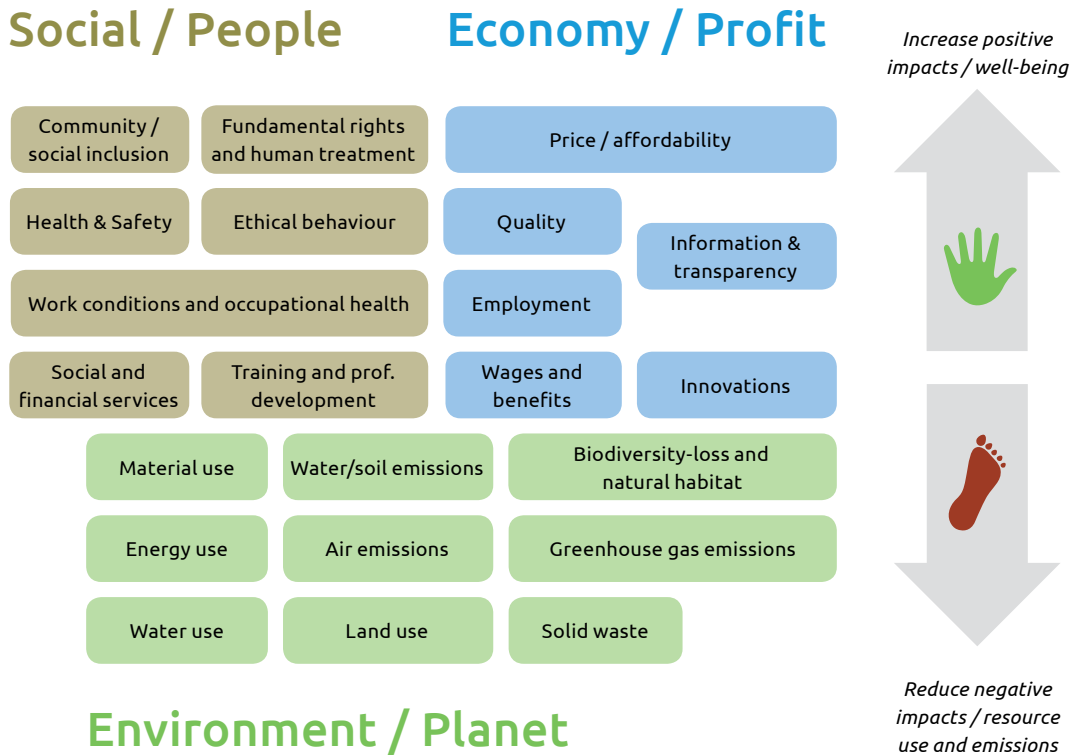 Social / People
Economy / Profit
Increase positive
impacts / well-being
Community /
social inclusion
Fundamental rights
and human treatment
Price / affordability
Health & Safety
Ethical behaviour
Quality
Information &
transparency
Work conditions and occupational health
Employment
Social and
financial services
Training and prof.
development
Wages and
benefits
Innovations
Material use
Water/soil emissions
Biodiversity-loss and
natural habitat
Energy use
Air emissions
Greenhouse gas emissions
Water use
Land use
Solid waste
Environment / Planet
Reduce negative
impacts / resource
use and emissions